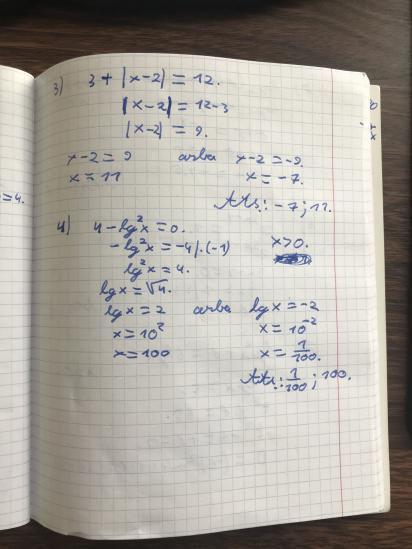 3) 3 + |x-2| = 12.
|x-2| = 12-3
|x-2| = 9.
x-2=9 arba x-2=-9.
x=11 x=-7.
Ats.: -7; 11.
4) 4-lg²x=0.
-lg²x=-4/·(-1) x>0.
lg²x=4.
lgx=√4.
lgx=2 arba lgx=-2
x=10² x=10⁻²
x=100 x=1/100.
Ats.: 1/100; 100.
=4.